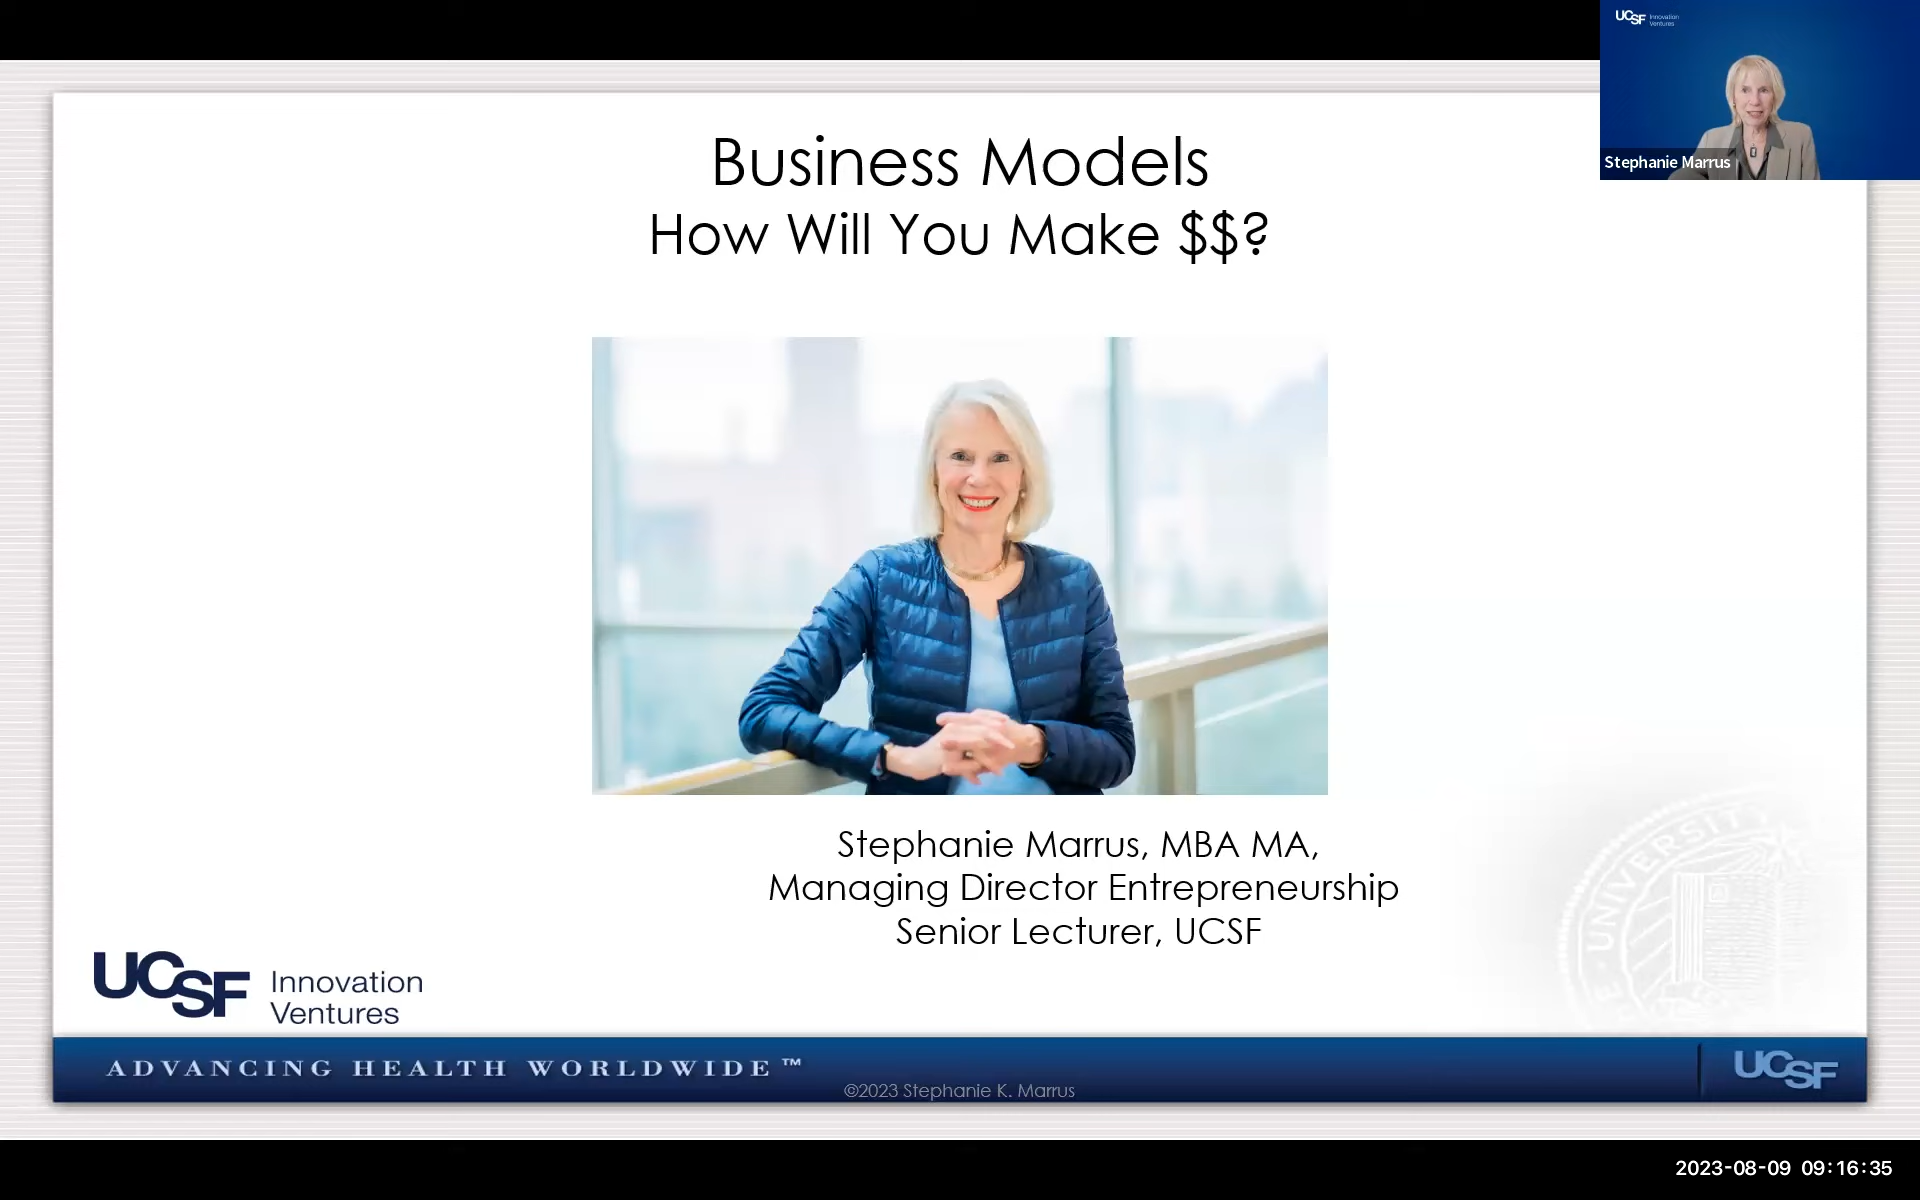 UCSF Innovation
Ventures
Stephanie Marrus
Business Models
How Will You Make $$?
Stephanie Marrus, MBA MA,
Managing Director Entrepreneurship
Senior Lecturer, UCSF
UCSF Innovation
Ventures
UNIVERSITY
ADVANCING HEALTH WORLDWIDE™
UCSF
©2023 Stephanie K. Marrus
2023-08-09 09:16:35